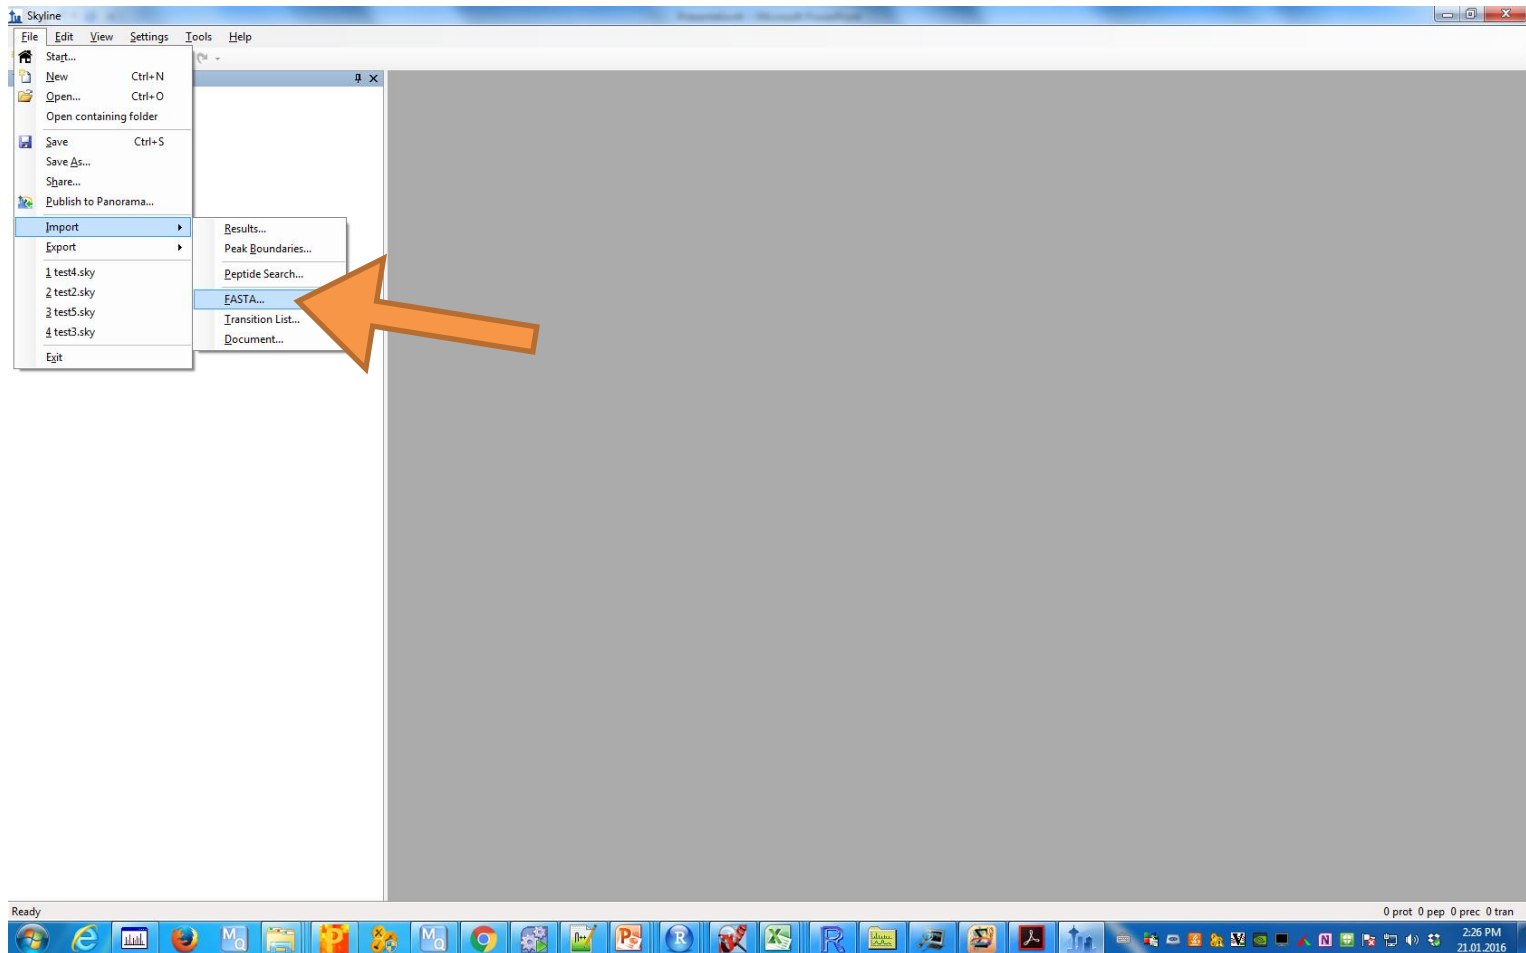 Skyline
File Edit View Settings Tools Help
Start...
New Ctrl+N
Open... Ctrl+O
Open containing folder
Save Ctrl+S
Save As...
Share...
Publish to Panorama...
Import
Export
1 test4.sky
2 test2.sky
3 test5.sky
4 test3.sky
Exit
Results...
Peak Boundaries...
Peptide Search...
FASTA...
Transition List...
Document...
Ready
0 prot 0 pep 0 prec 0 tran
2:26 PM
21.01.2016